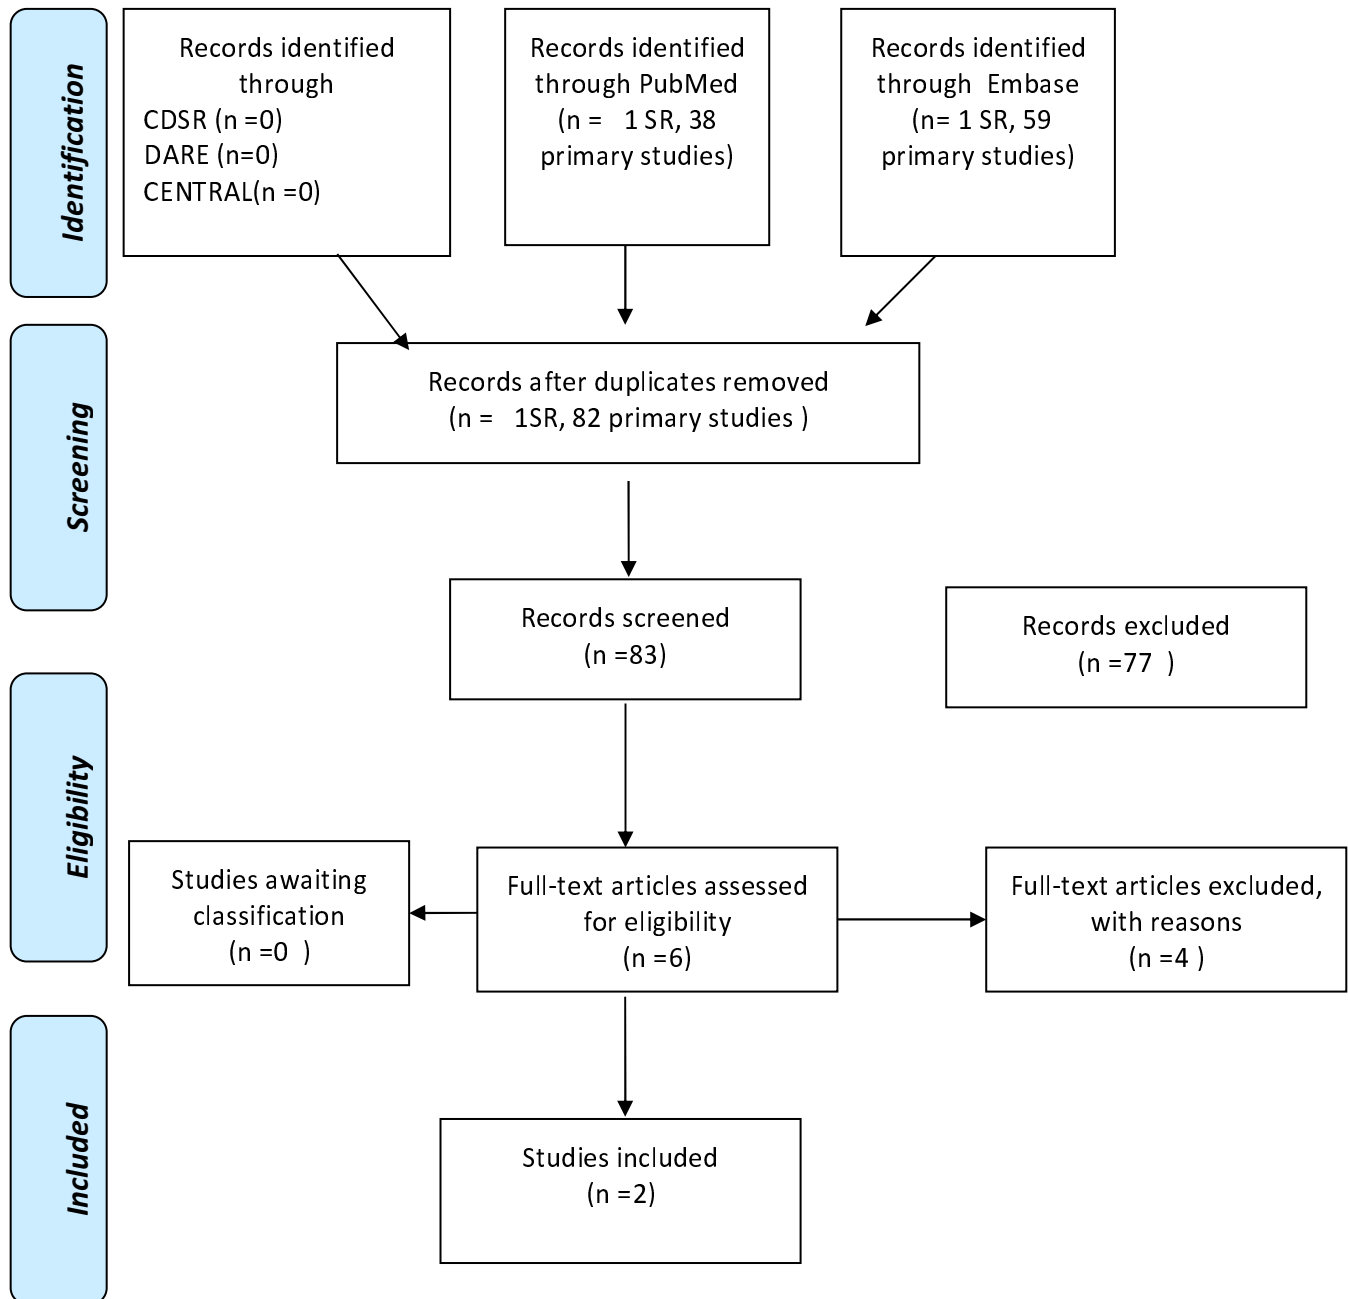 Identification
Records identified
through
CDSR (n =0)
DARE (n=0)
CENTRAL(n =0)
Records identified
through PubMed
(n = 1 SR, 38
primary studies)
Records identified
through Embase
(n= 1 SR, 59
primary studies)
Screening
Records after duplicates removed
(n = 1SR, 82 primary studies )
Records screened
(n =83)
Records excluded
(n =77 )
Eligibility
Studies awaiting
classification
(n =0 )
Full-text articles assessed
for eligibility
(n =6)
Full-text articles excluded,
with reasons
(n =4 )
Included
Studies included
(n =2)